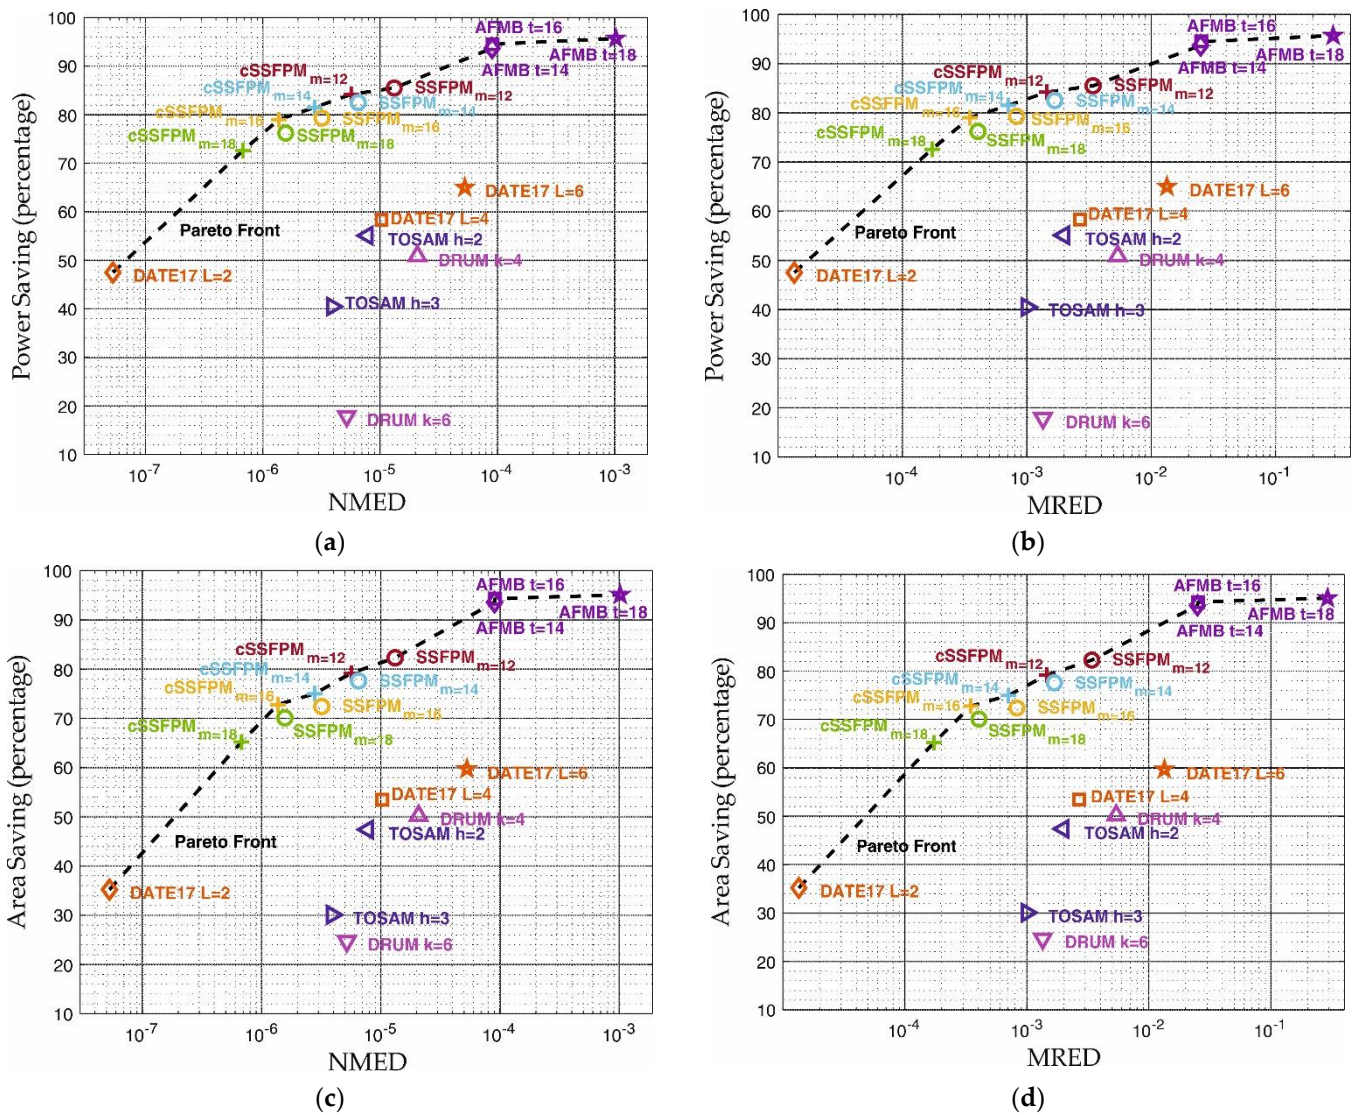 100
90
80
70
60
50
40
30
20
10
Power Saving (percentage)
AFMB t=16
AFMB t=18
AFMB t=14
cSSFPM m=12
SSFPM m=12
cSSFPM m=14
SSFPM m=14
cSSFPM m=16
SSFPM m=16
cSSFPM m=18
SSFPM m=18
DATE17 L=6
DATE17 L=4
Pareto Front
TOSAM h=2
DRUM k=4
DATE17 L=2
TOSAM h=3
DRUM k=6
10-7
10-6
10-5
10-4
10-3
NMED
(a)
100
90
80
70
60
50
40
30
20
10
Power Saving (percentage)
AFMB t=16
AFMB t=18
AFMB t=14
cSSFPM m=12
SSFPM m=12
cSSFPM m=14
SSFPM m=14
cSSFPM m=16
SSFPM m=16
cSSFPM m=18
SSFPM m=18
DATE17 L=6
DATE17 L=4
Pareto Front
TOSAM h=2
DRUM k=4
DATE17 L=2
TOSAM h=3
DRUM k=6
10-4
10-3
10-2
10-1
MRED
(b)
100
90
80
70
60
50
40
30
20
10
Area Saving (percentage)
AFMB t=16
AFMB t=18
AFMB t=14
cSSFPM m=12
SSFPM m=12
cSSFPM m=14
SSFPM m=14
cSSFPM m=16
SSFPM m=16
cSSFPM m=18
SSFPM m=18
DATE17 L=6
DATE17 L=4
DRUM k=4
TOSAM h=2
Pareto Front
DATE17 L=2
TOSAM h=3
DRUM k=6
10-7
10-6
10-5
10-4
10-3
NMED
(c)
100
90
80
70
60
50
40
30
20
10
Area Saving (percentage)
AFMB t=16
AFMB t=18
AFMB t=14
cSSFPM m=12
SSFPM m=12
cSSFPM m=14
SSFPM m=14
cSSFPM m=16
SSFPM m=16
cSSFPM m=18
SSFPM m=18
DATE17 L=6
DATE17 L=4
DRUM k=4
TOSAM h=2
Pareto Front
DATE17 L=2
TOSAM h=3
DRUM k=6
10-4
10-3
10-2
10-1
MRED
(d)